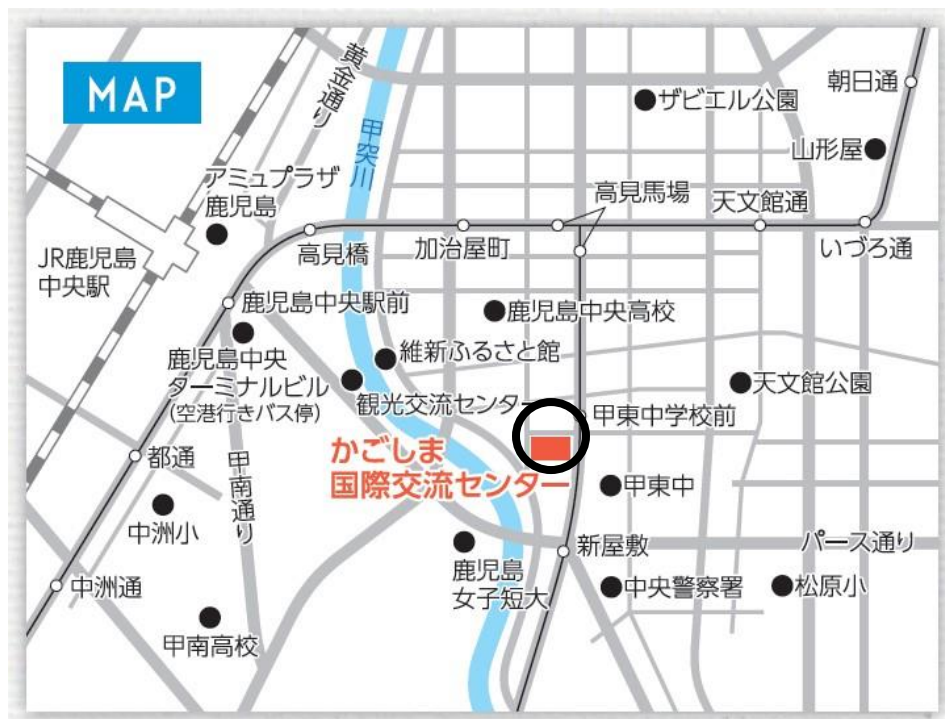 MAP
黄金通り
甲突川
朝日通
ザビエル公園
山形屋
アミュプラザ
鹿児島
高見馬場
天文館通
JR鹿児島
中央駅
高見橋
加治屋町
いづろ通
鹿児島中央駅前
鹿児島中央高校
鹿児島中央
ターミナルビル
(空港行きバス停)
維新ふるさと館
観光交流センター
天文館公園
甲東中学校前
かごしま
国際交流センター
都通
甲南通り
甲東中
中洲小
新屋敷
パース通り
鹿児島
女子短大
中洲通
中央警察署
松原小
甲南高校